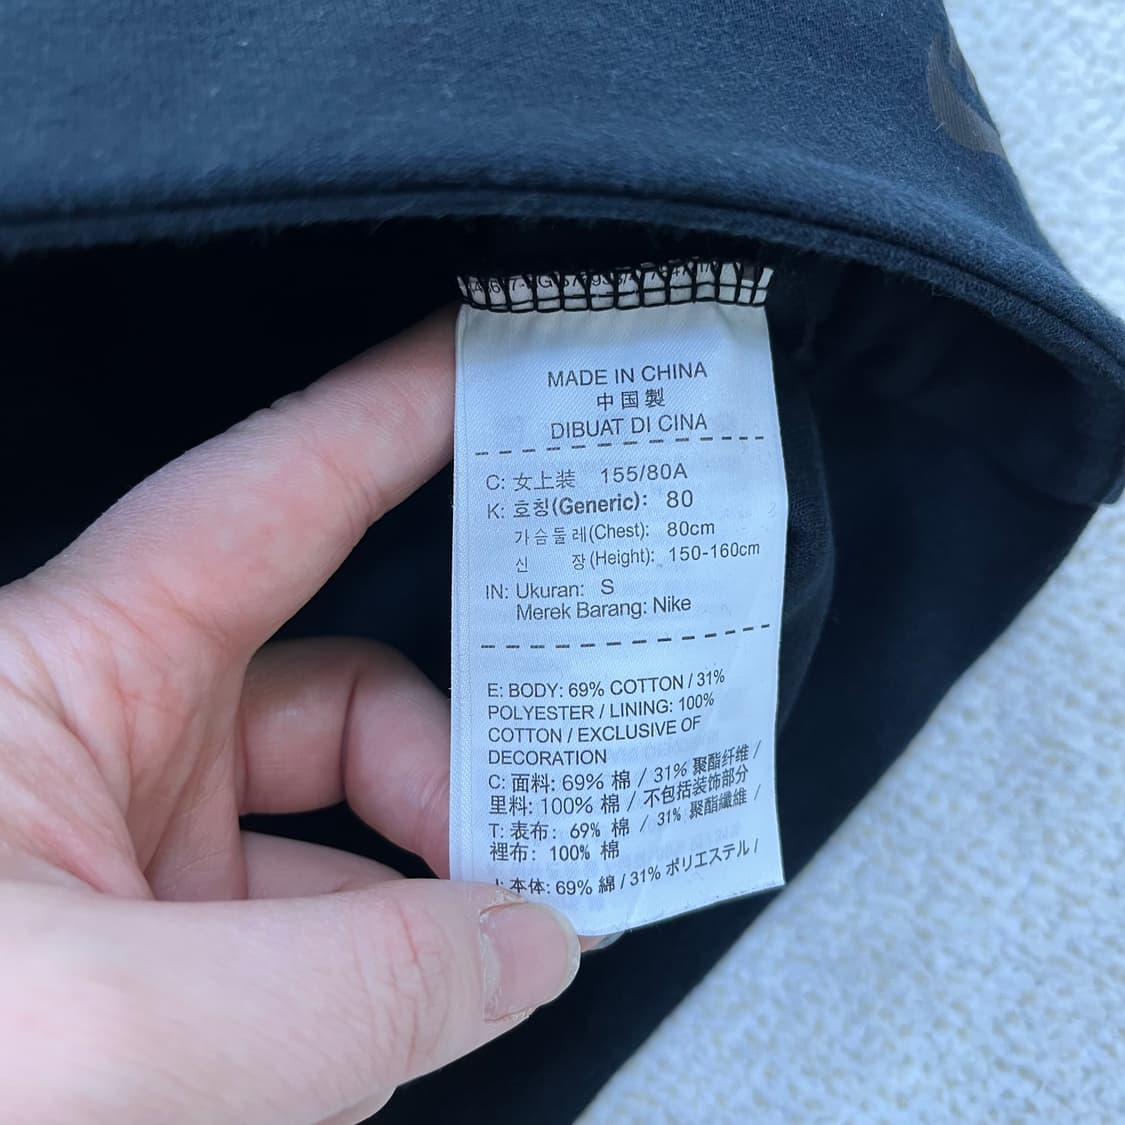 MADE IN CHINA
中国製
DIBUAT DI CINA
C: 女上装 155/80A
K: 호칭(Generic): 80
가슴둘레(Chest): 80cm
신 장(Height): 150-160cm
IN: Ukuran: S
Merek Barang: Nike
E: BODY: 69% COTTON / 31%
POLYESTER / LINING: 100%
COTTON / EXCLUSIVE OF
DECORATION
C: 面料: 69% 棉 / 31% 聚酯纤维 /
里料: 100% 棉 / 不包括装饰部分
T: 表布: 69% 棉 / 31% 聚酯纖維 /
裡布: 100% 棉
本体: 69% 綿 / 31% ポリエステル /